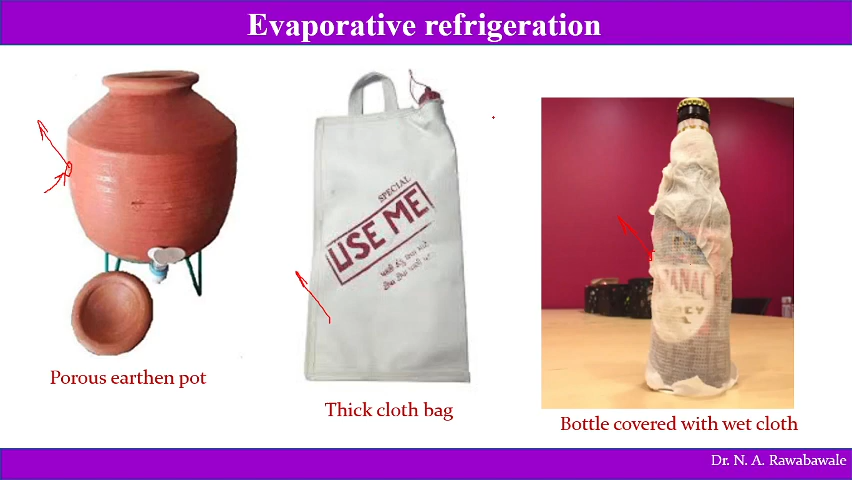 Evaporative refrigeration
SPECIAL
USE ME
Porous earthen pot
Thick cloth bag
Bottle covered with wet cloth
Dr. N. A. Rawabawale